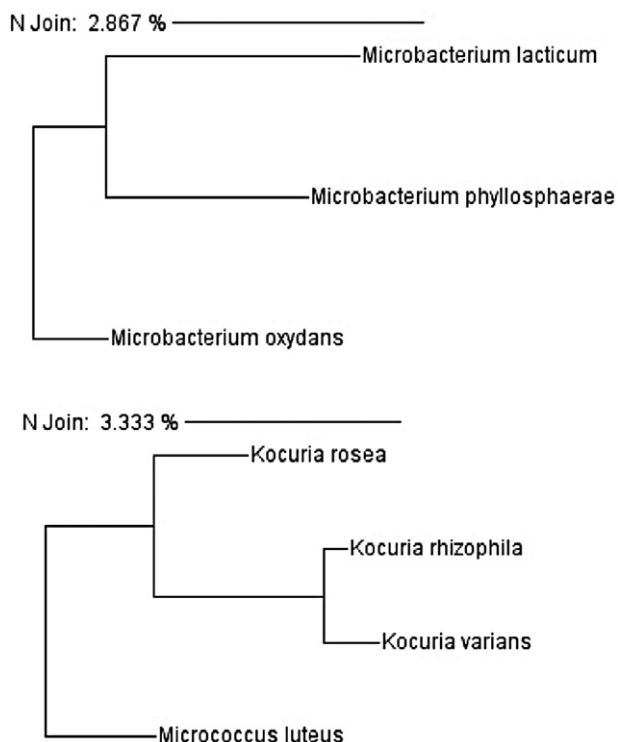 N Join: 2.867 %
Microbacterium lacticum
Microbacterium phyllosphaerae
Microbacterium oxydans
N Join: 3.333 %
Kocuria rosea
Kocuria rhizophila
Kocuria varians
Micrococcus luteus